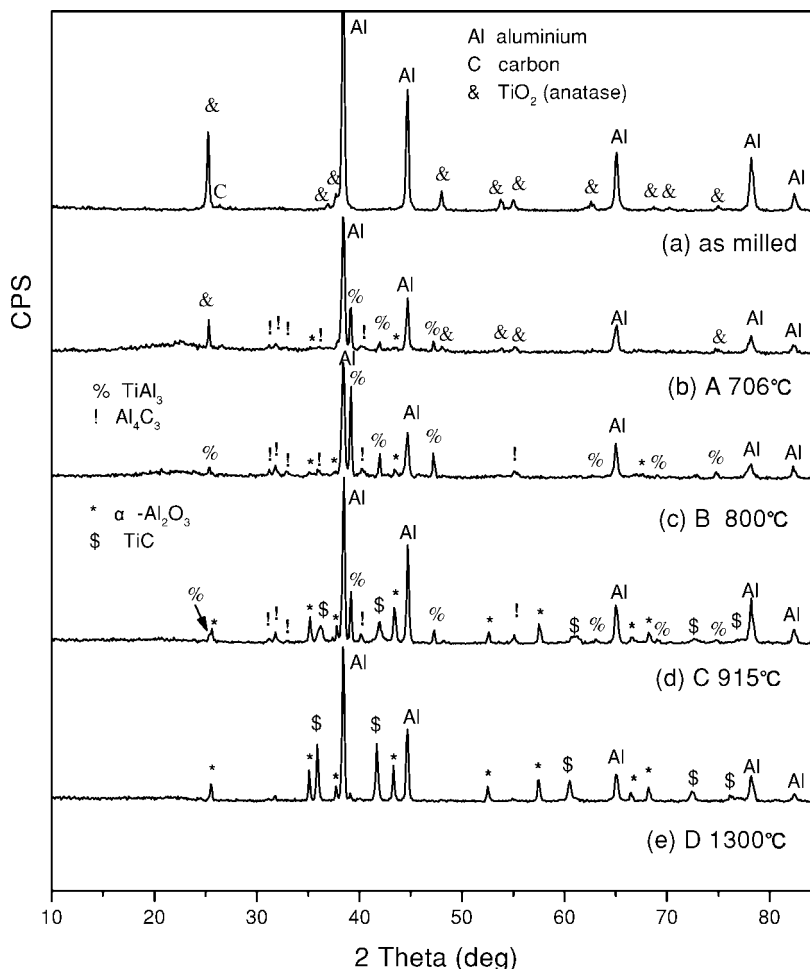 Al
Al aluminium
C carbon
& TiO₂ (anatase)
Al
& C & & & & & & & & & Al Al Al
(a) as milled
Al
& ! ! ! * ! % % ! * Al % & & & Al & Al Al
(b) A 706℃
% TiAl₃
! Al₄C₃
Al
% ! ! ! * ! * % ! % * Al % ! % Al * % % Al Al
(c) B 800℃
* α -Al₂O₃
$ TiC
Al
% * ! ! ! * $ * % ! $ * Al % * ! * $ % Al * * % $ % $ Al Al
(d) C 915℃
Al
* * $ * $ * Al * * $ Al * * $ $ Al Al
(e) D 1300℃
CPS
10 20 30 40 50 60 70 80
2 Theta (deg)